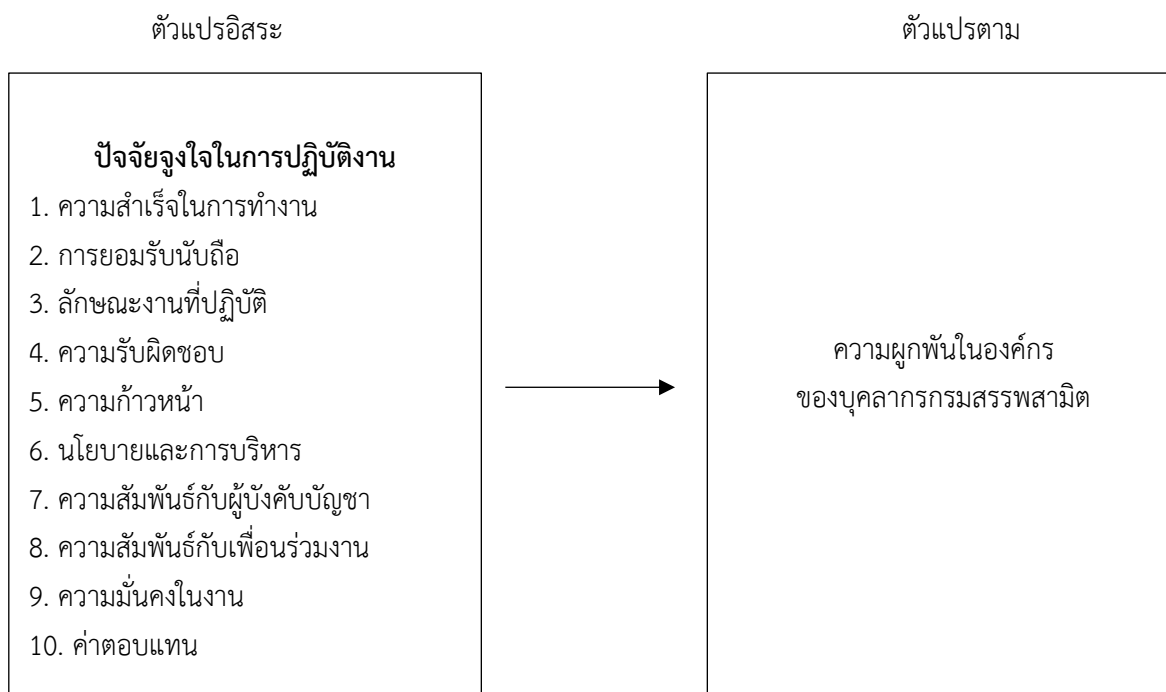 ตัวแปรอิสระ
ตัวแปรตาม
ปัจจัยจูงใจในการปฏิบัติงาน
1. ความสำเร็จในการทำงาน
2. การยอมรับนับถือ
3. ลักษณะงานที่ปฏิบัติ
4. ความรับผิดชอบ
5. ความก้าวหน้า
6. นโยบายและการบริหาร
7. ความสัมพันธ์กับผู้บังคับบัญชา
8. ความสัมพันธ์กับเพื่อนร่วมงาน
9. ความมั่นคงในงาน
10. ค่าตอบแทน
ความผูกพันในองค์กร
ของบุคลากรกรมสรรพสามิต